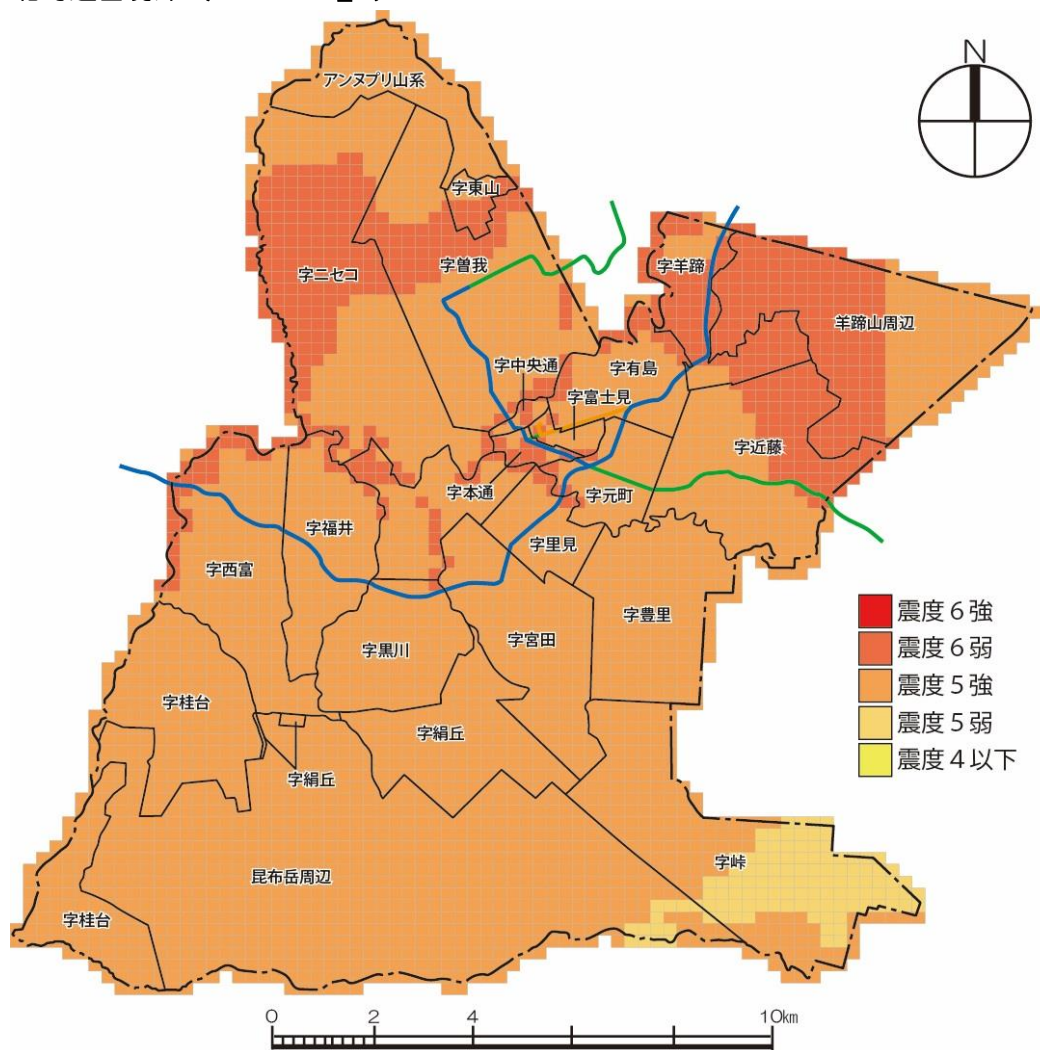 N
アンヌプリ山系
字東山
字曽我
字ニセコ
字羊蹄
羊蹄山周辺
字中央通
字有島
字富士見
字近藤
字本通
字元町
字福井
字里見
字西富
字豊里
字宮田
字黒川
字桂台
字絹丘
字絹丘
字峠
昆布岳周辺
字桂台
震度6強
震度6弱
震度5強
震度5弱
震度4以下
0 2 4 10km